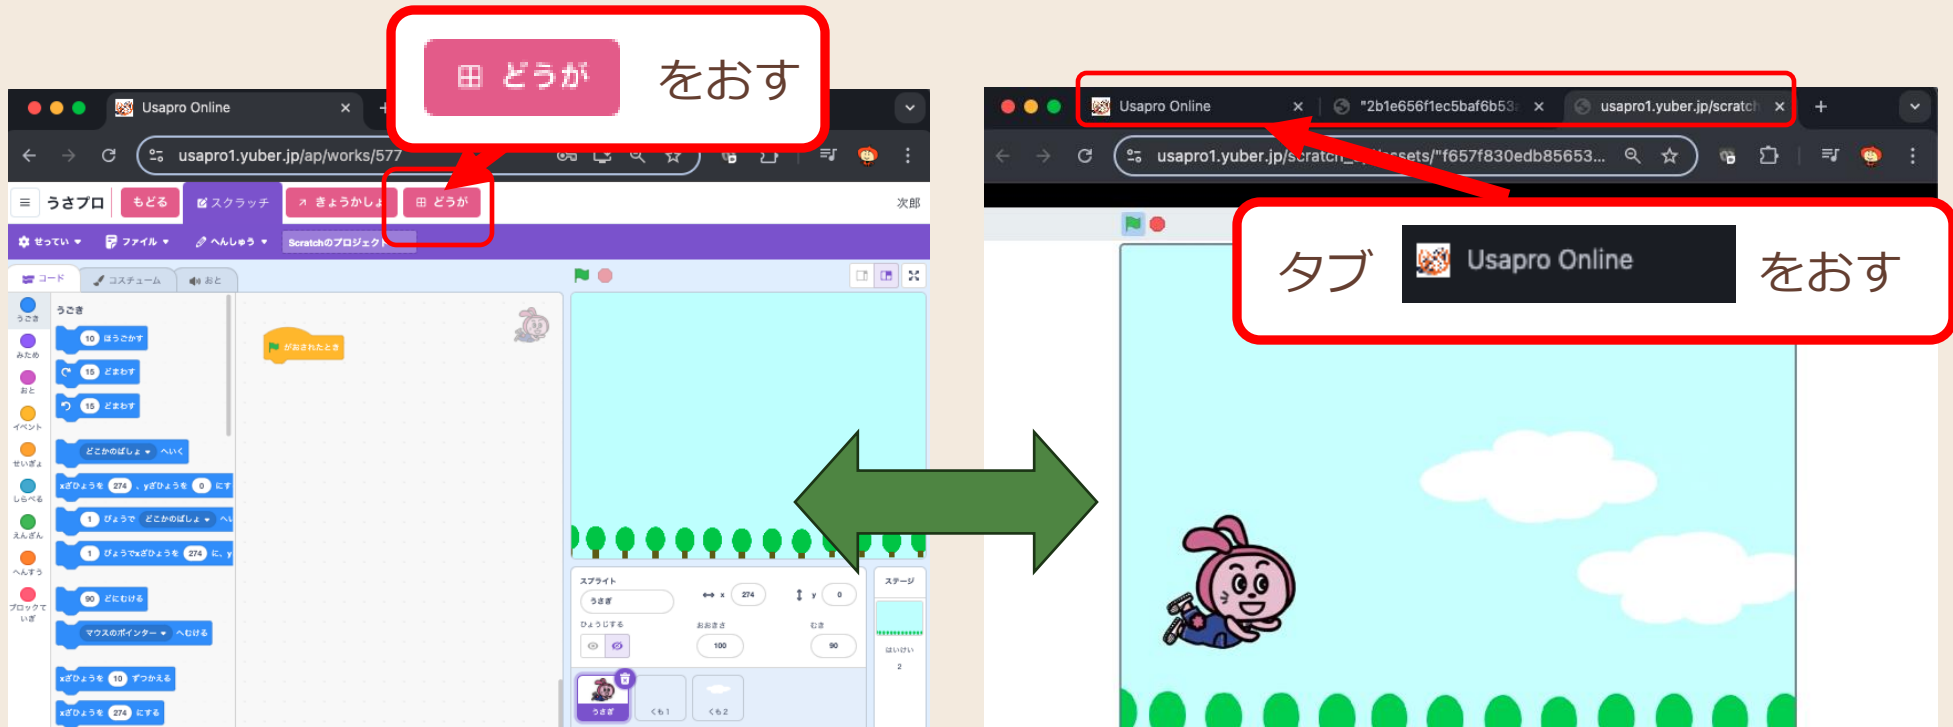 田 どうが をおす
Usapro Online
usapro1.yuber.jp/ap/works/577
うさプロ もどる スクラッチ きょうかしょ 田 どうが 次郎
せってい ファイル へんしゅう Scratchのプロジェクト
コード コスチューム おと
うごき
みため
おと
イベント
せいぎょ
しらべる
えんざん
へんすう
ブロックて
いぎ
うごき
10 ほうごかす
15 どまわす
15 どまわす
どこかのばしょ へいく
xざひょうを 274 、yざひょうを 0 にす
1 びょうで どこかのばしょ へい
1 びょうでxざひょうを 274 に、y
90 どにむける
マウスのポインター へむける
xざひょうを 10 ずつかえる
xざひょうを 274 にする
がおされたとき
スプライト
うさぎ
x 274
y 0
ひょうじする
おおきさ
100
むき
90
うさぎ
くも1
くも2
ステージ
はいけい
2
Usapro Online
"2b1e656f1ec5baf6b53
usapro1.yuber.jp/scratch
usapro1.yuber.jp/scratch_ /assets/"f657f830edb85653...
タブ Usapro Online をおす